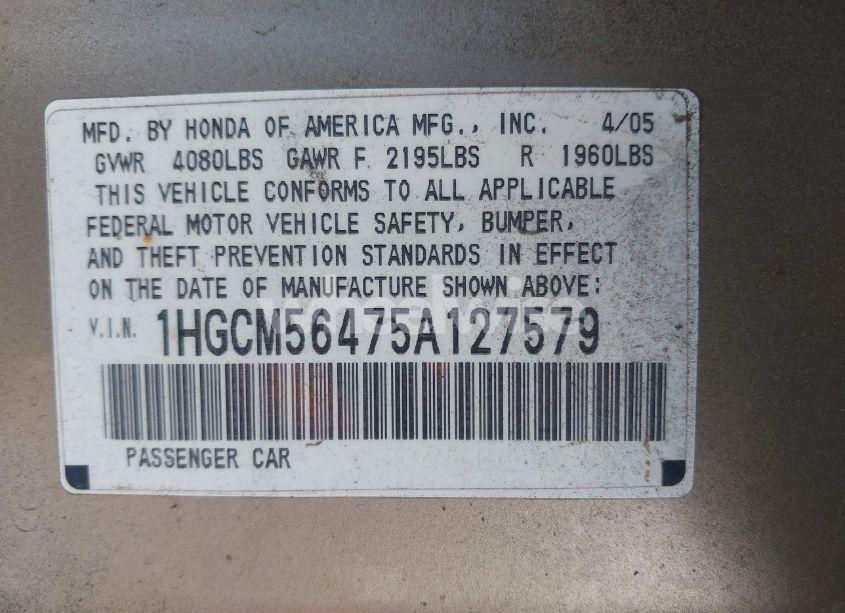 MFD. BY HONDA OF AMERICA MFG., INC. 4/05
GVWR 4080LBS GAWR F 2195LBS R 1960LBS
THIS VEHICLE CONFORMS TO ALL APPLICABLE
FEDERAL MOTOR VEHICLE SAFETY, BUMPER,
AND THEFT PREVENTION STANDARDS IN EFFECT
ON THE DATE OF MANUFACTURE SHOWN ABOVE:
V.I.N. 1HGCM56475A127579
PASSENGER CAR